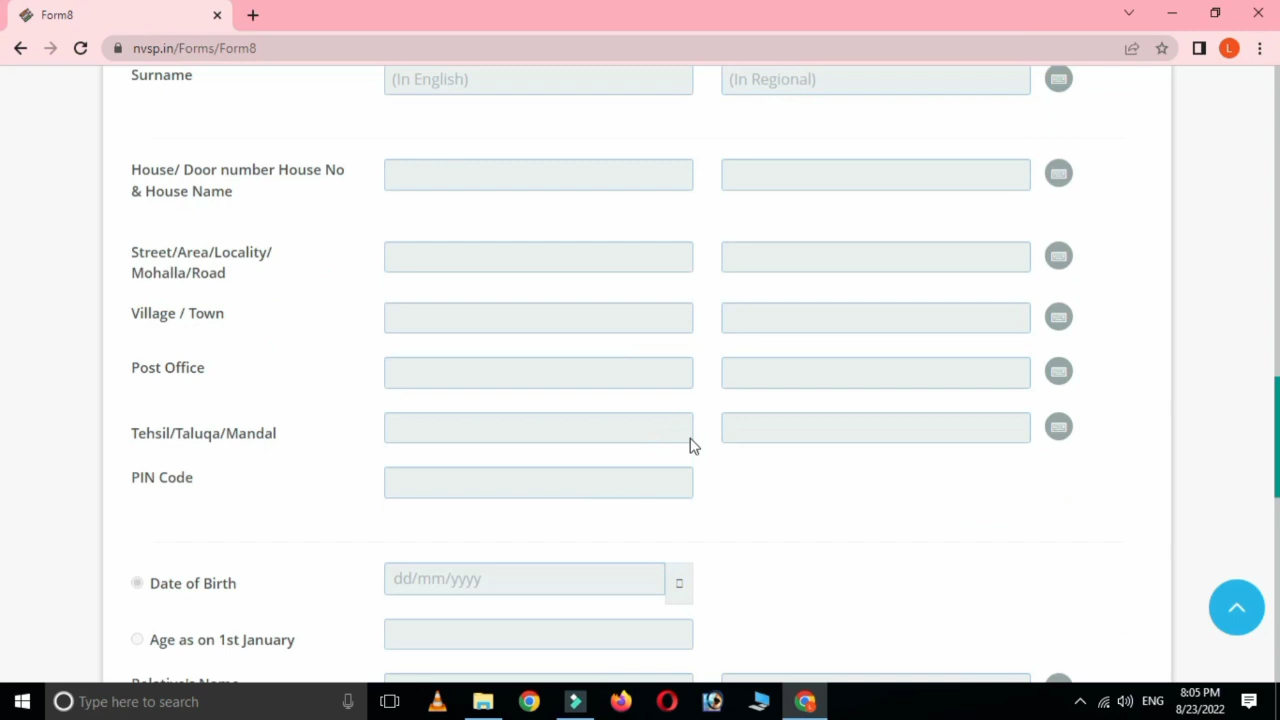 Form8
nvsp.in/Forms/Form8
L
Surname
(In English)
(In Regional)
House/ Door number House No
& House Name
Street/Area/Locality/
Mohalla/Road
Village / Town
Post Office
Tehsil/Taluqa/Mandal
PIN Code
Date of Birth
dd/mm/yyyy
Age as on 1st January
Relative's Name
Type here to search
ENG
8:05 PM
8/23/2022